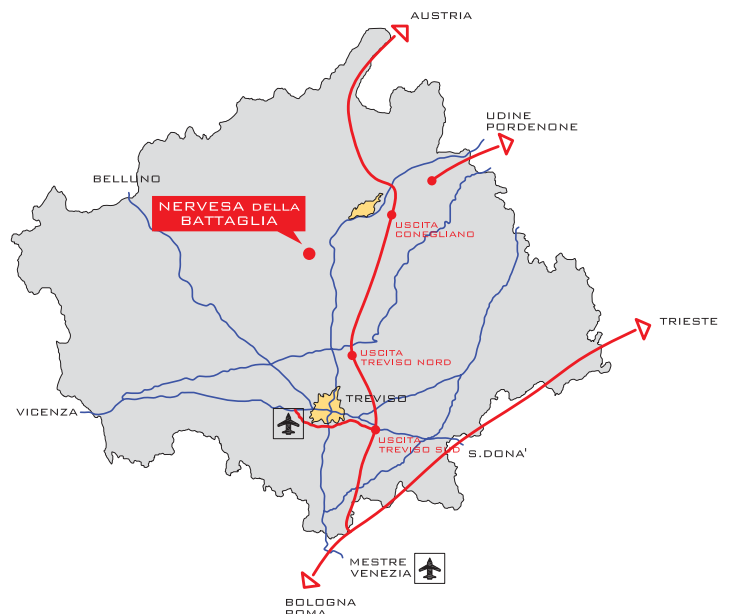 AUSTRIA
UDINE
PORDENONE
BELLUNO
NERVESA DELLA
BATTAGLIA
USCITA
CONEGLIANO
TRIESTE
USCITA
TREVISO NORD
TREVISO
VICENZA
USCITA
TREVISO SUD
S.DONA'
MESTRE
VENEZIA
BOLOGNA
ROMA